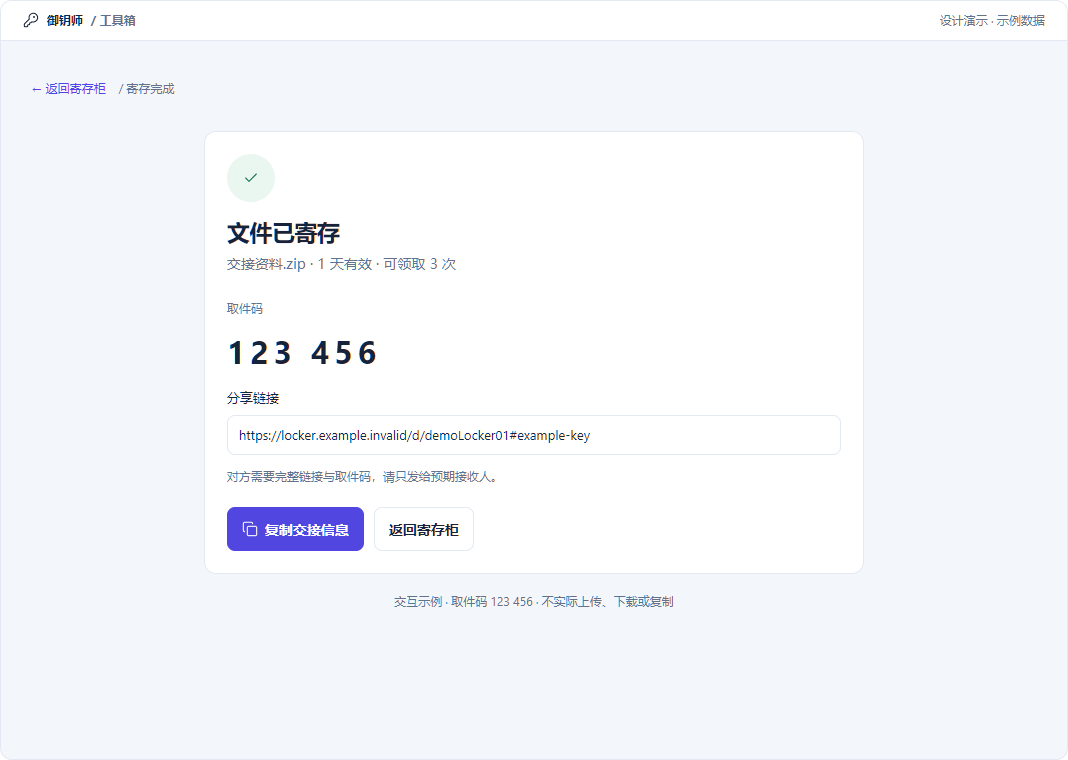 御钥师 / 工具箱
设计演示 · 示例数据
← 返回寄存柜 / 寄存完成
文件已寄存
交接资料.zip · 1 天有效 · 可领取 3 次
取件码
123 456
分享链接
https://locker.example.invalid/d/demoLocker01#example-key
对方需要完整链接与取件码，请只发给预期接收人。
复制交接信息
返回寄存柜
交互示例 · 取件码 123 456 · 不实际上传、下载或复制